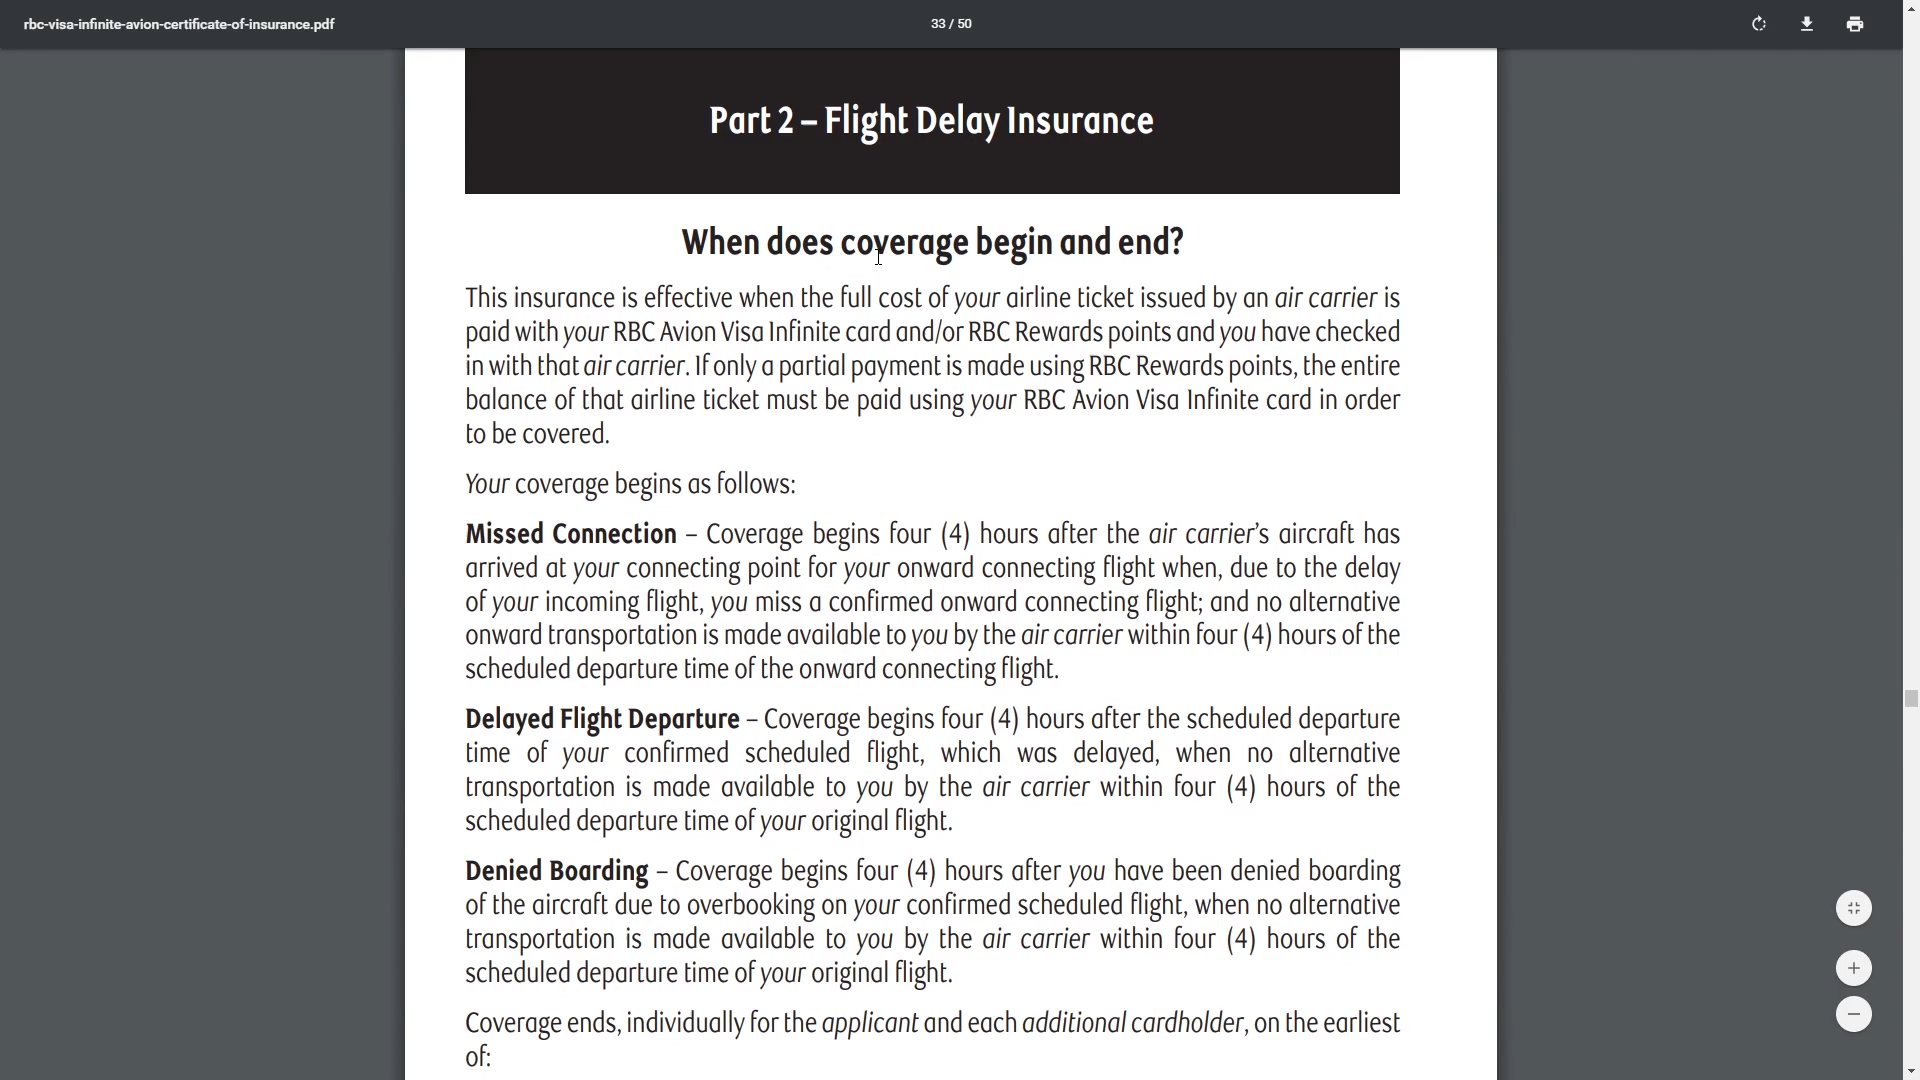 rbc-visa-infinite-avion-certificate-of-insurance.pdf
33 / 50
Part 2 – Flight Delay Insurance
When does coverage begin and end?
This insurance is effective when the full cost of your airline ticket issued by an air carrier is
paid with your RBC Avion Visa Infinite card and/or RBC Rewards points and you have checked
in with that air carrier. If only a partial payment is made using RBC Rewards points, the entire
balance of that airline ticket must be paid using your RBC Avion Visa Infinite card in order
to be covered.
Your coverage begins as follows:
Missed Connection – Coverage begins four (4) hours after the air carrier’s aircraft has
arrived at your connecting point for your onward connecting flight when, due to the delay
of your incoming flight, you miss a confirmed onward connecting flight; and no alternative
onward transportation is made available to you by the air carrier within four (4) hours of the
scheduled departure time of the onward connecting flight.
Delayed Flight Departure – Coverage begins four (4) hours after the scheduled departure
time of your confirmed scheduled flight, which was delayed, when no alternative
transportation is made available to you by the air carrier within four (4) hours of the
scheduled departure time of your original flight.
Denied Boarding – Coverage begins four (4) hours after you have been denied boarding
of the aircraft due to overbooking on your confirmed scheduled flight, when no alternative
transportation is made available to you by the air carrier within four (4) hours of the
scheduled departure time of your original flight.
Coverage ends, individually for the applicant and each additional cardholder, on the earliest
of: